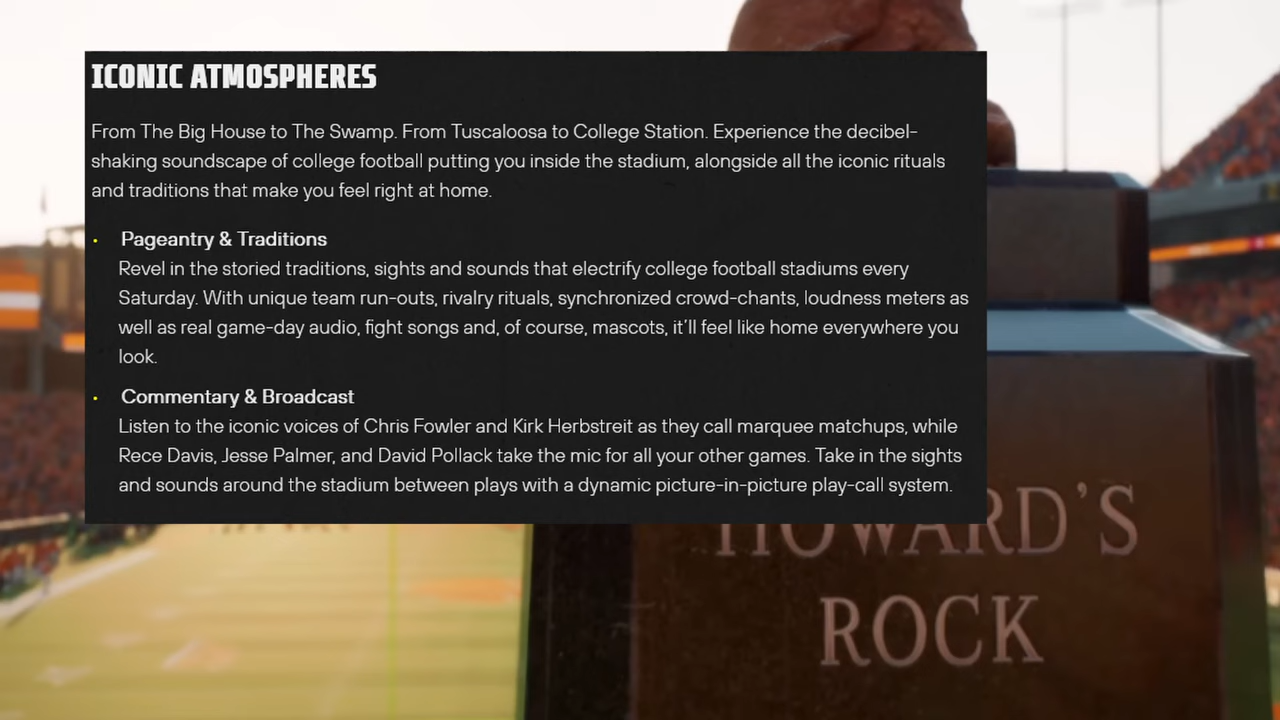 ICONIC ATMOSPHERES
From The Big House to The Swamp. From Tuscaloosa to College Station. Experience the decibel-
shaking soundscape of college football putting you inside the stadium, alongside all the iconic rituals
and traditions that make you feel right at home.
• Pageantry & Traditions
Revel in the storied traditions, sights and sounds that electrify college football stadiums every
Saturday. With unique team run-outs, rivalry rituals, synchronized crowd-chants, loudness meters as
well as real game-day audio, fight songs and, of course, mascots, it'll feel like home everywhere you
look.
• Commentary & Broadcast
Listen to the iconic voices of Chris Fowler and Kirk Herbstreit as they call marquee matchups, while
Rece Davis, Jesse Palmer, and David Pollack take the mic for all your other games. Take in the sights
and sounds around the stadium between plays with a dynamic picture-in-picture play-call system.
HOWARD'S
ROCK